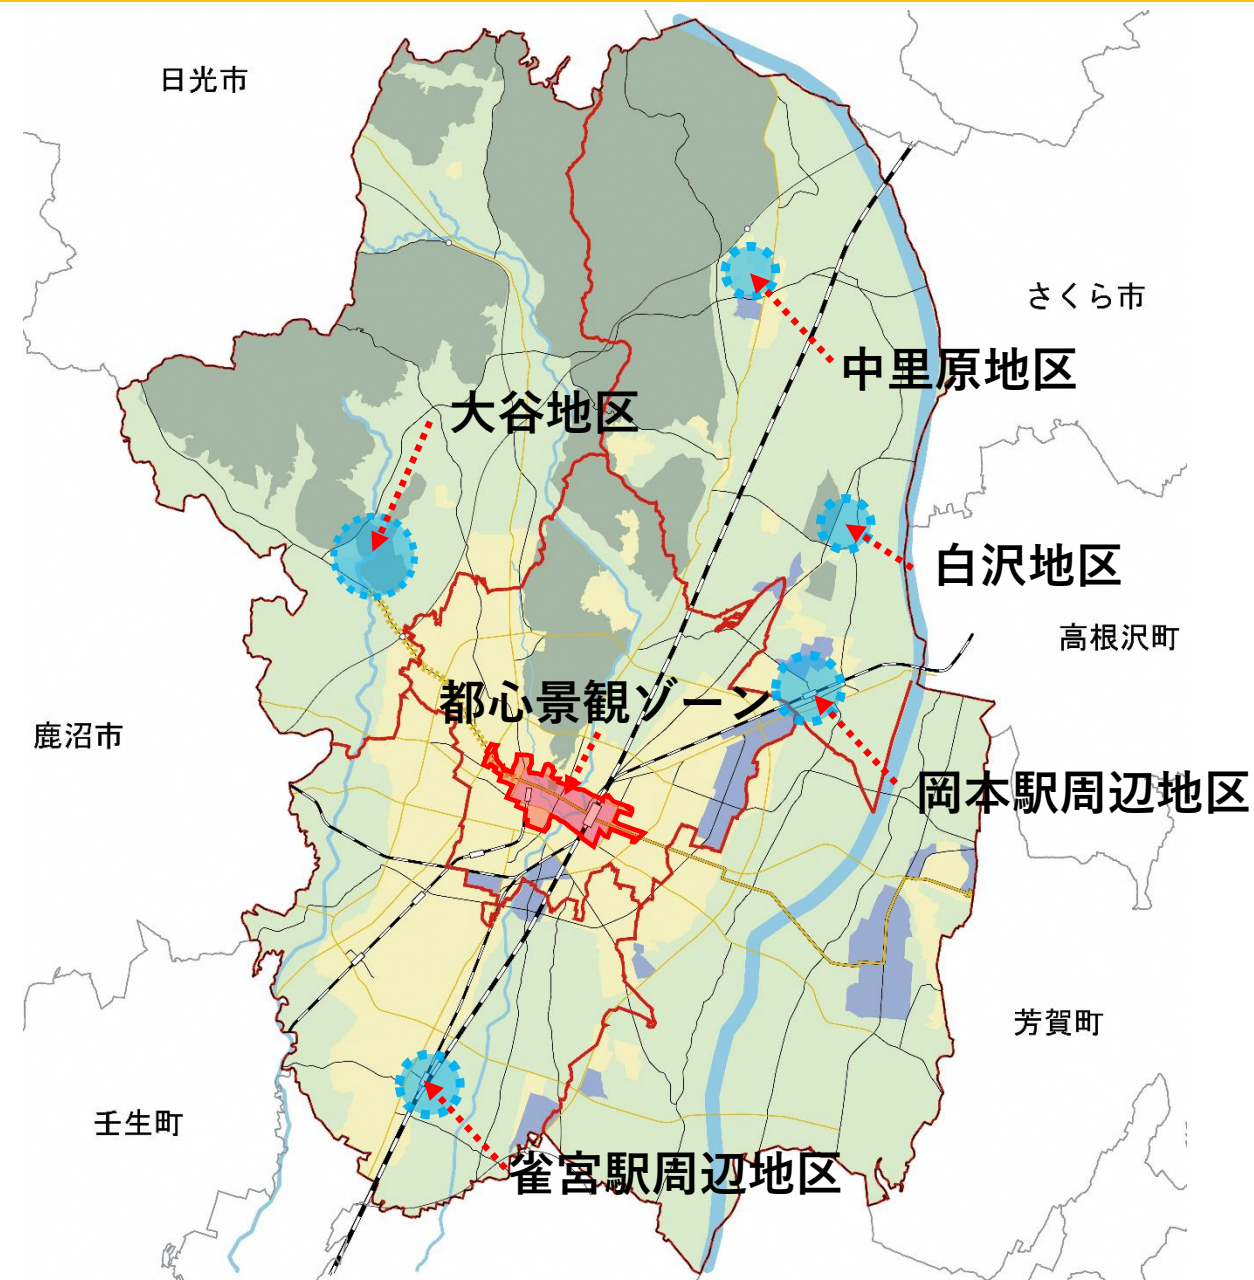 日光市
さくら市
中里原地区
大谷地区
白沢地区
高根沢町
都心景観ゾーン
鹿沼市
岡本駅周辺地区
芳賀町
壬生町
雀宮駅周辺地区